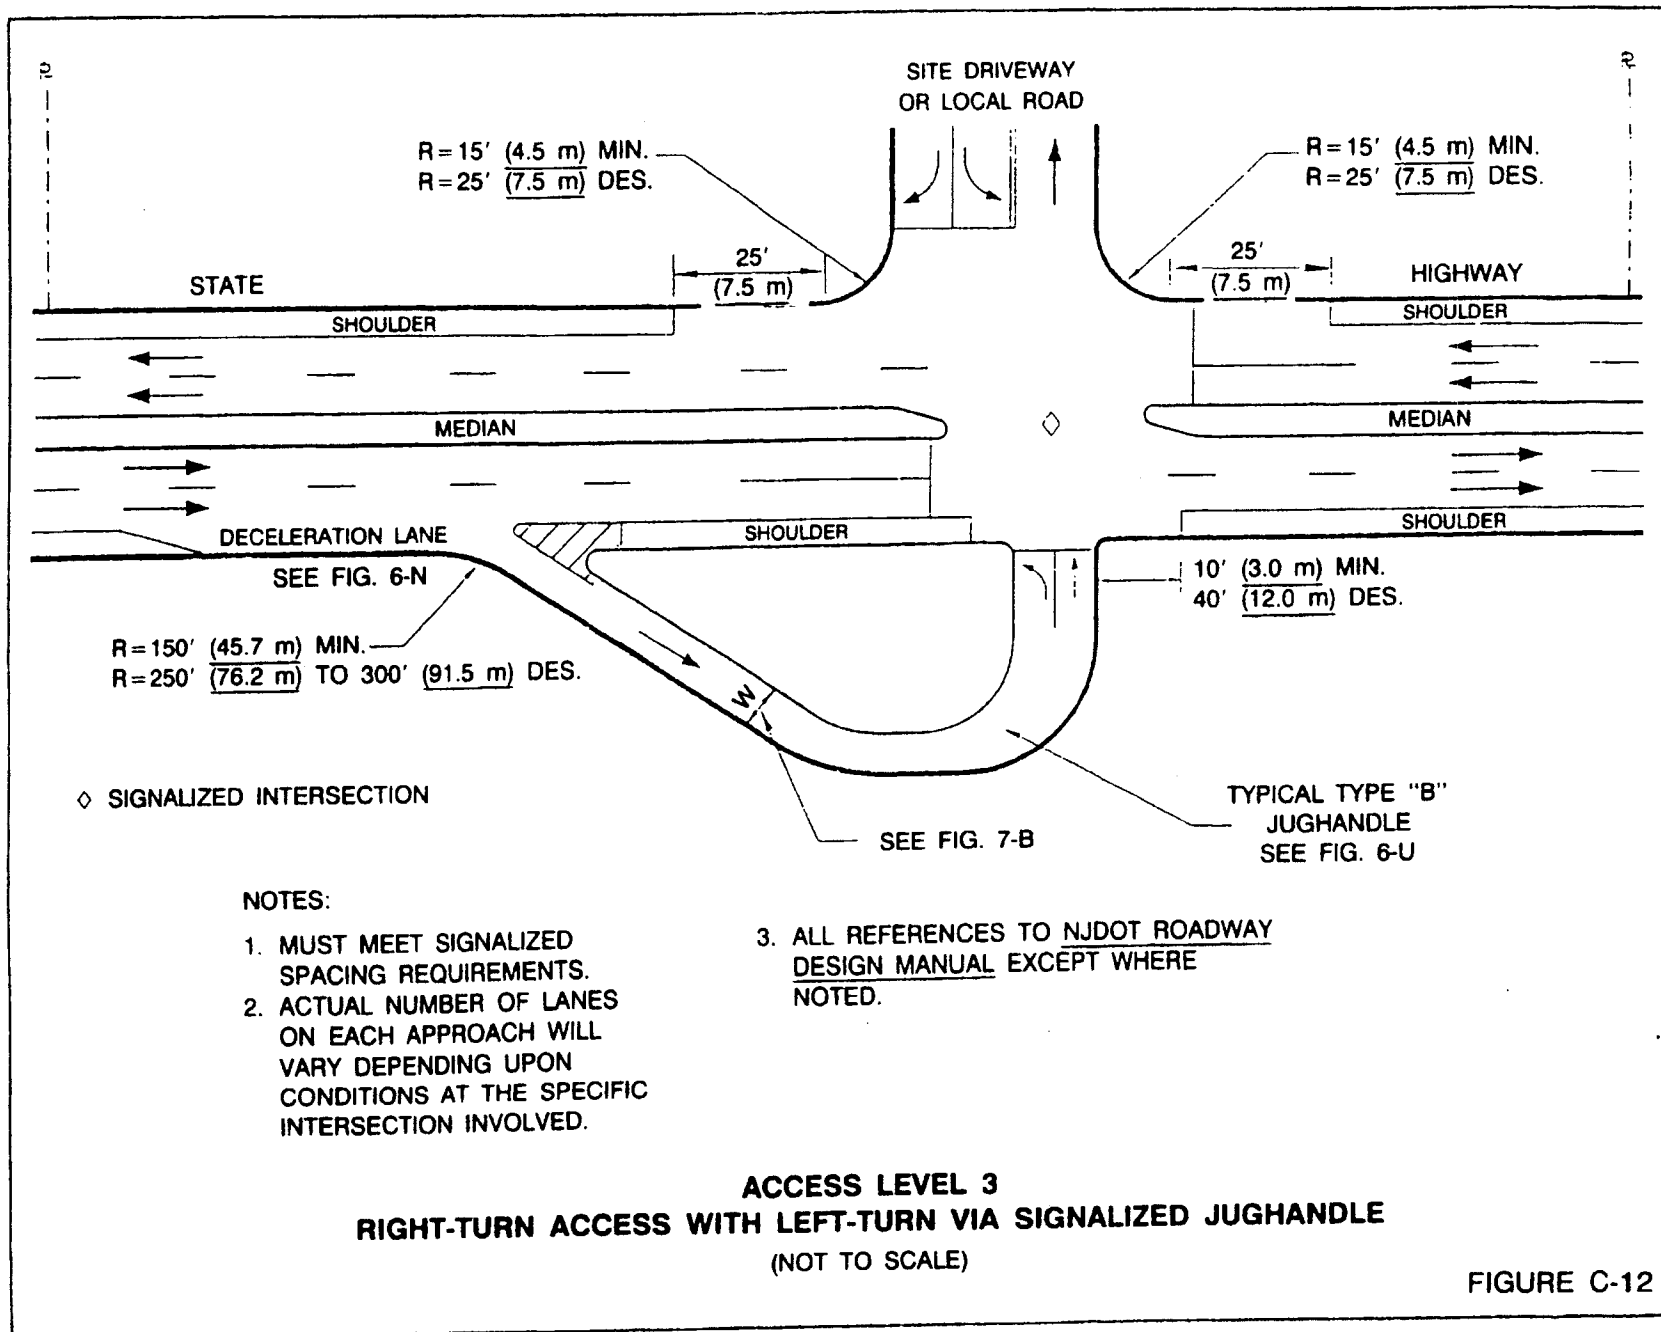 SITE DRIVEWAY
OR LOCAL ROAD
R=15' (4.5 m) MIN.
R=25' (7.5 m) DES.
R=15' (4.5 m) MIN.
R=25' (7.5 m) DES.
25'
(7.5 m)
25'
(7.5 m)
STATE
HIGHWAY
SHOULDER
SHOULDER
MEDIAN
MEDIAN
DECELERATION LANE
SEE FIG. 6-N
SHOULDER
SHOULDER
10' (3.0 m) MIN.
40' (12.0 m) DES.
R=150' (45.7 m) MIN.
R=250' (76.2 m) TO 300' (91.5 m) DES.
W
◇ SIGNALIZED INTERSECTION
SEE FIG. 7-B
TYPICAL TYPE "B"
JUGHANDLE
SEE FIG. 6-U
NOTES:
1. MUST MEET SIGNALIZED
SPACING REQUIREMENTS.
2. ACTUAL NUMBER OF LANES
ON EACH APPROACH WILL
VARY DEPENDING UPON
CONDITIONS AT THE SPECIFIC
INTERSECTION INVOLVED.
3. ALL REFERENCES TO NJDOT ROADWAY
DESIGN MANUAL EXCEPT WHERE
NOTED.
ACCESS LEVEL 3
RIGHT-TURN ACCESS WITH LEFT-TURN VIA SIGNALIZED JUGHANDLE
(NOT TO SCALE)
FIGURE C-12